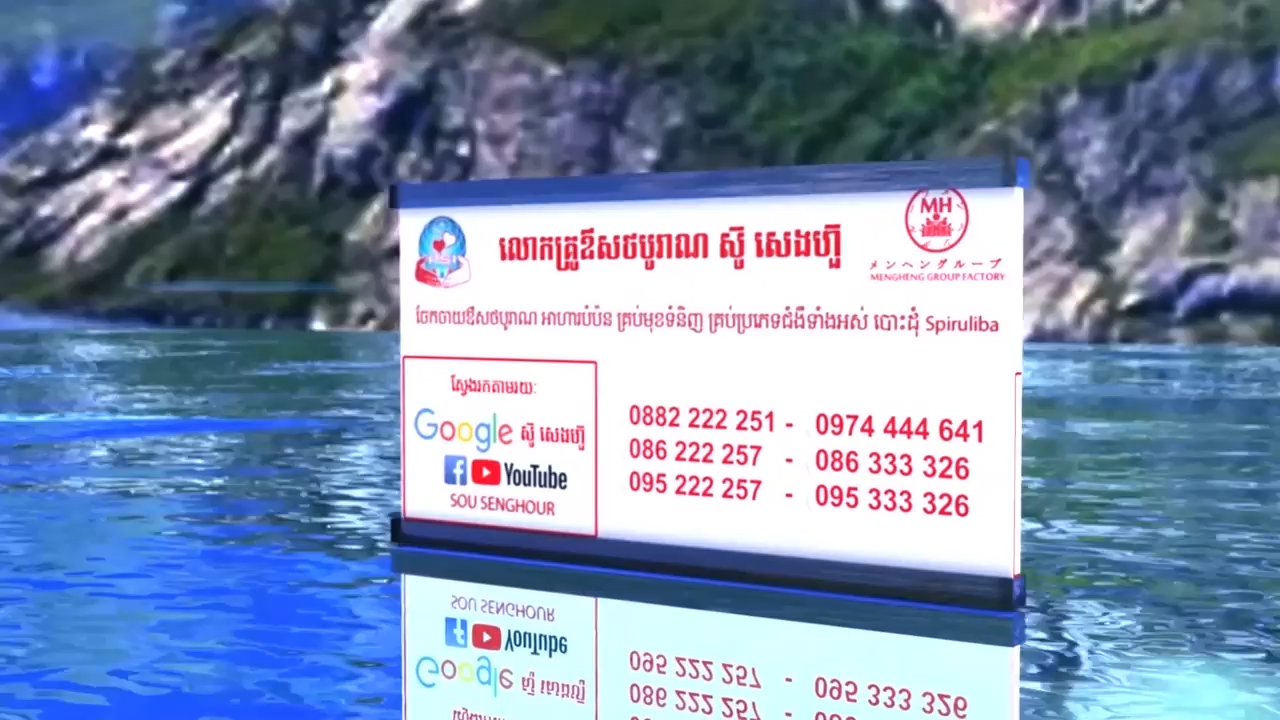 លោកគ្រូឪសថបូរាណ ស៊ូ សេងហ៊ួ
PSI
MH
メンヘングループ
MENGHENG GROUP FACTORY
ចែកចាយឪសថបូរាណ អាហារបំប៉ន គ្រប់មុខទំនិញ គ្រប់ប្រភេទជំងឺទាំងអស់ បោះដុំ Spiruliba
ស្វែងរកតាមរយៈ
Google ស៊ូ សេងហ៊ួ
YouTube
SOU SENGHOUR
0882 222 251 - 0974 444 641
086 222 257 - 086 333 326
095 222 257 - 095 333 326